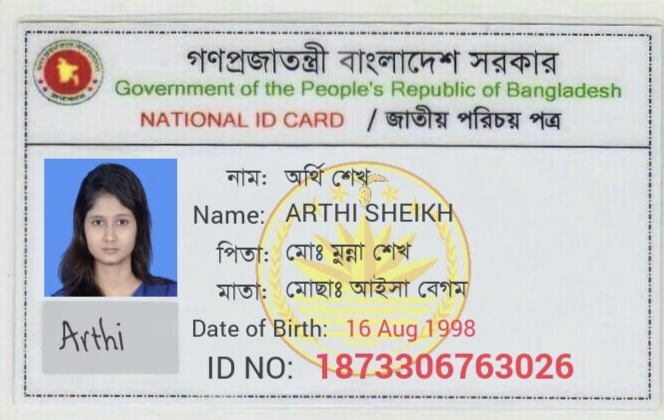 গণপ্রজাতন্ত্রী বাংলাদেশ সরকার
Government of the People's Republic of Bangladesh
NATIONAL ID CARD / জাতীয় পরিচয় পত্র
নাম: অর্থি শেখ
Name: ARTHI SHEIKH
পিতা: মোঃ মুন্না শেখ
মাতা: মোছাঃ আইসা বেগম
Arthi
Date of Birth: 16 Aug 1998
ID NO: 1873306763026